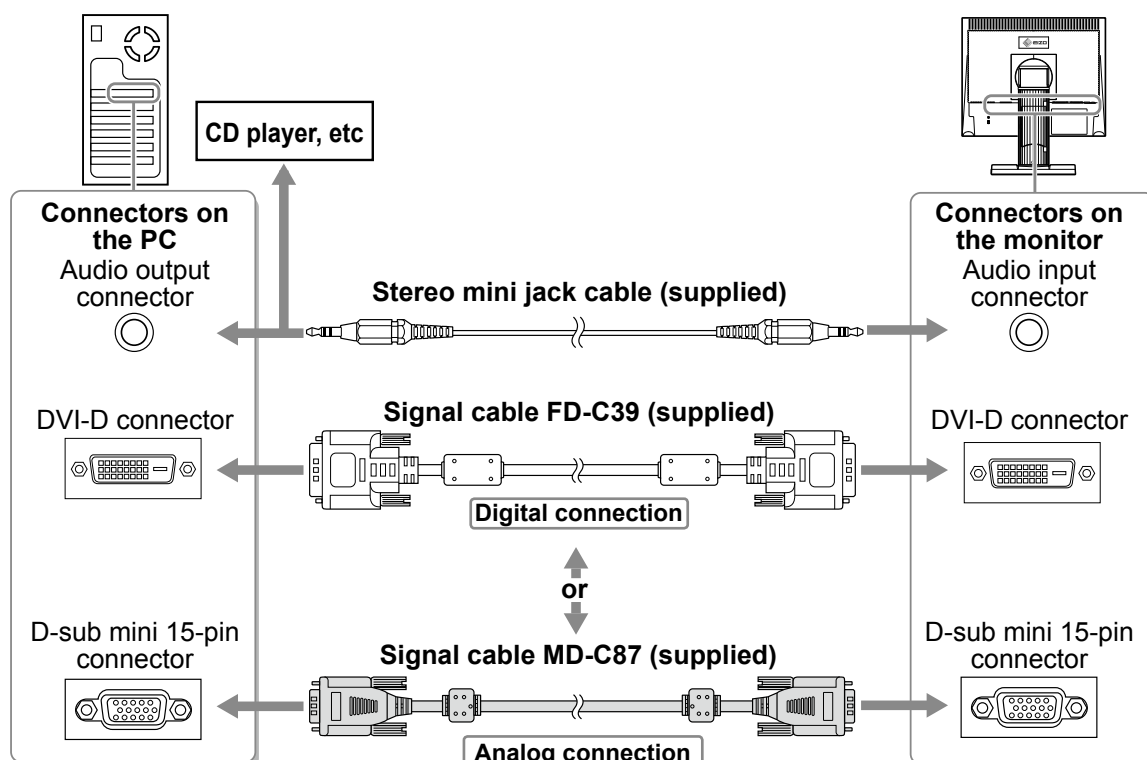 EIZO
CD player, etc
Connectors on
the PC
Audio output
connector
Stereo mini jack cable (supplied)
Connectors on
the monitor
Audio input
connector
DVI-D connector
Signal cable FD-C39 (supplied)
Digital connection
DVI-D connector
or
D-sub mini 15-pin
connector
Signal cable MD-C87 (supplied)
Analog connection
D-sub mini 15-pin
connector